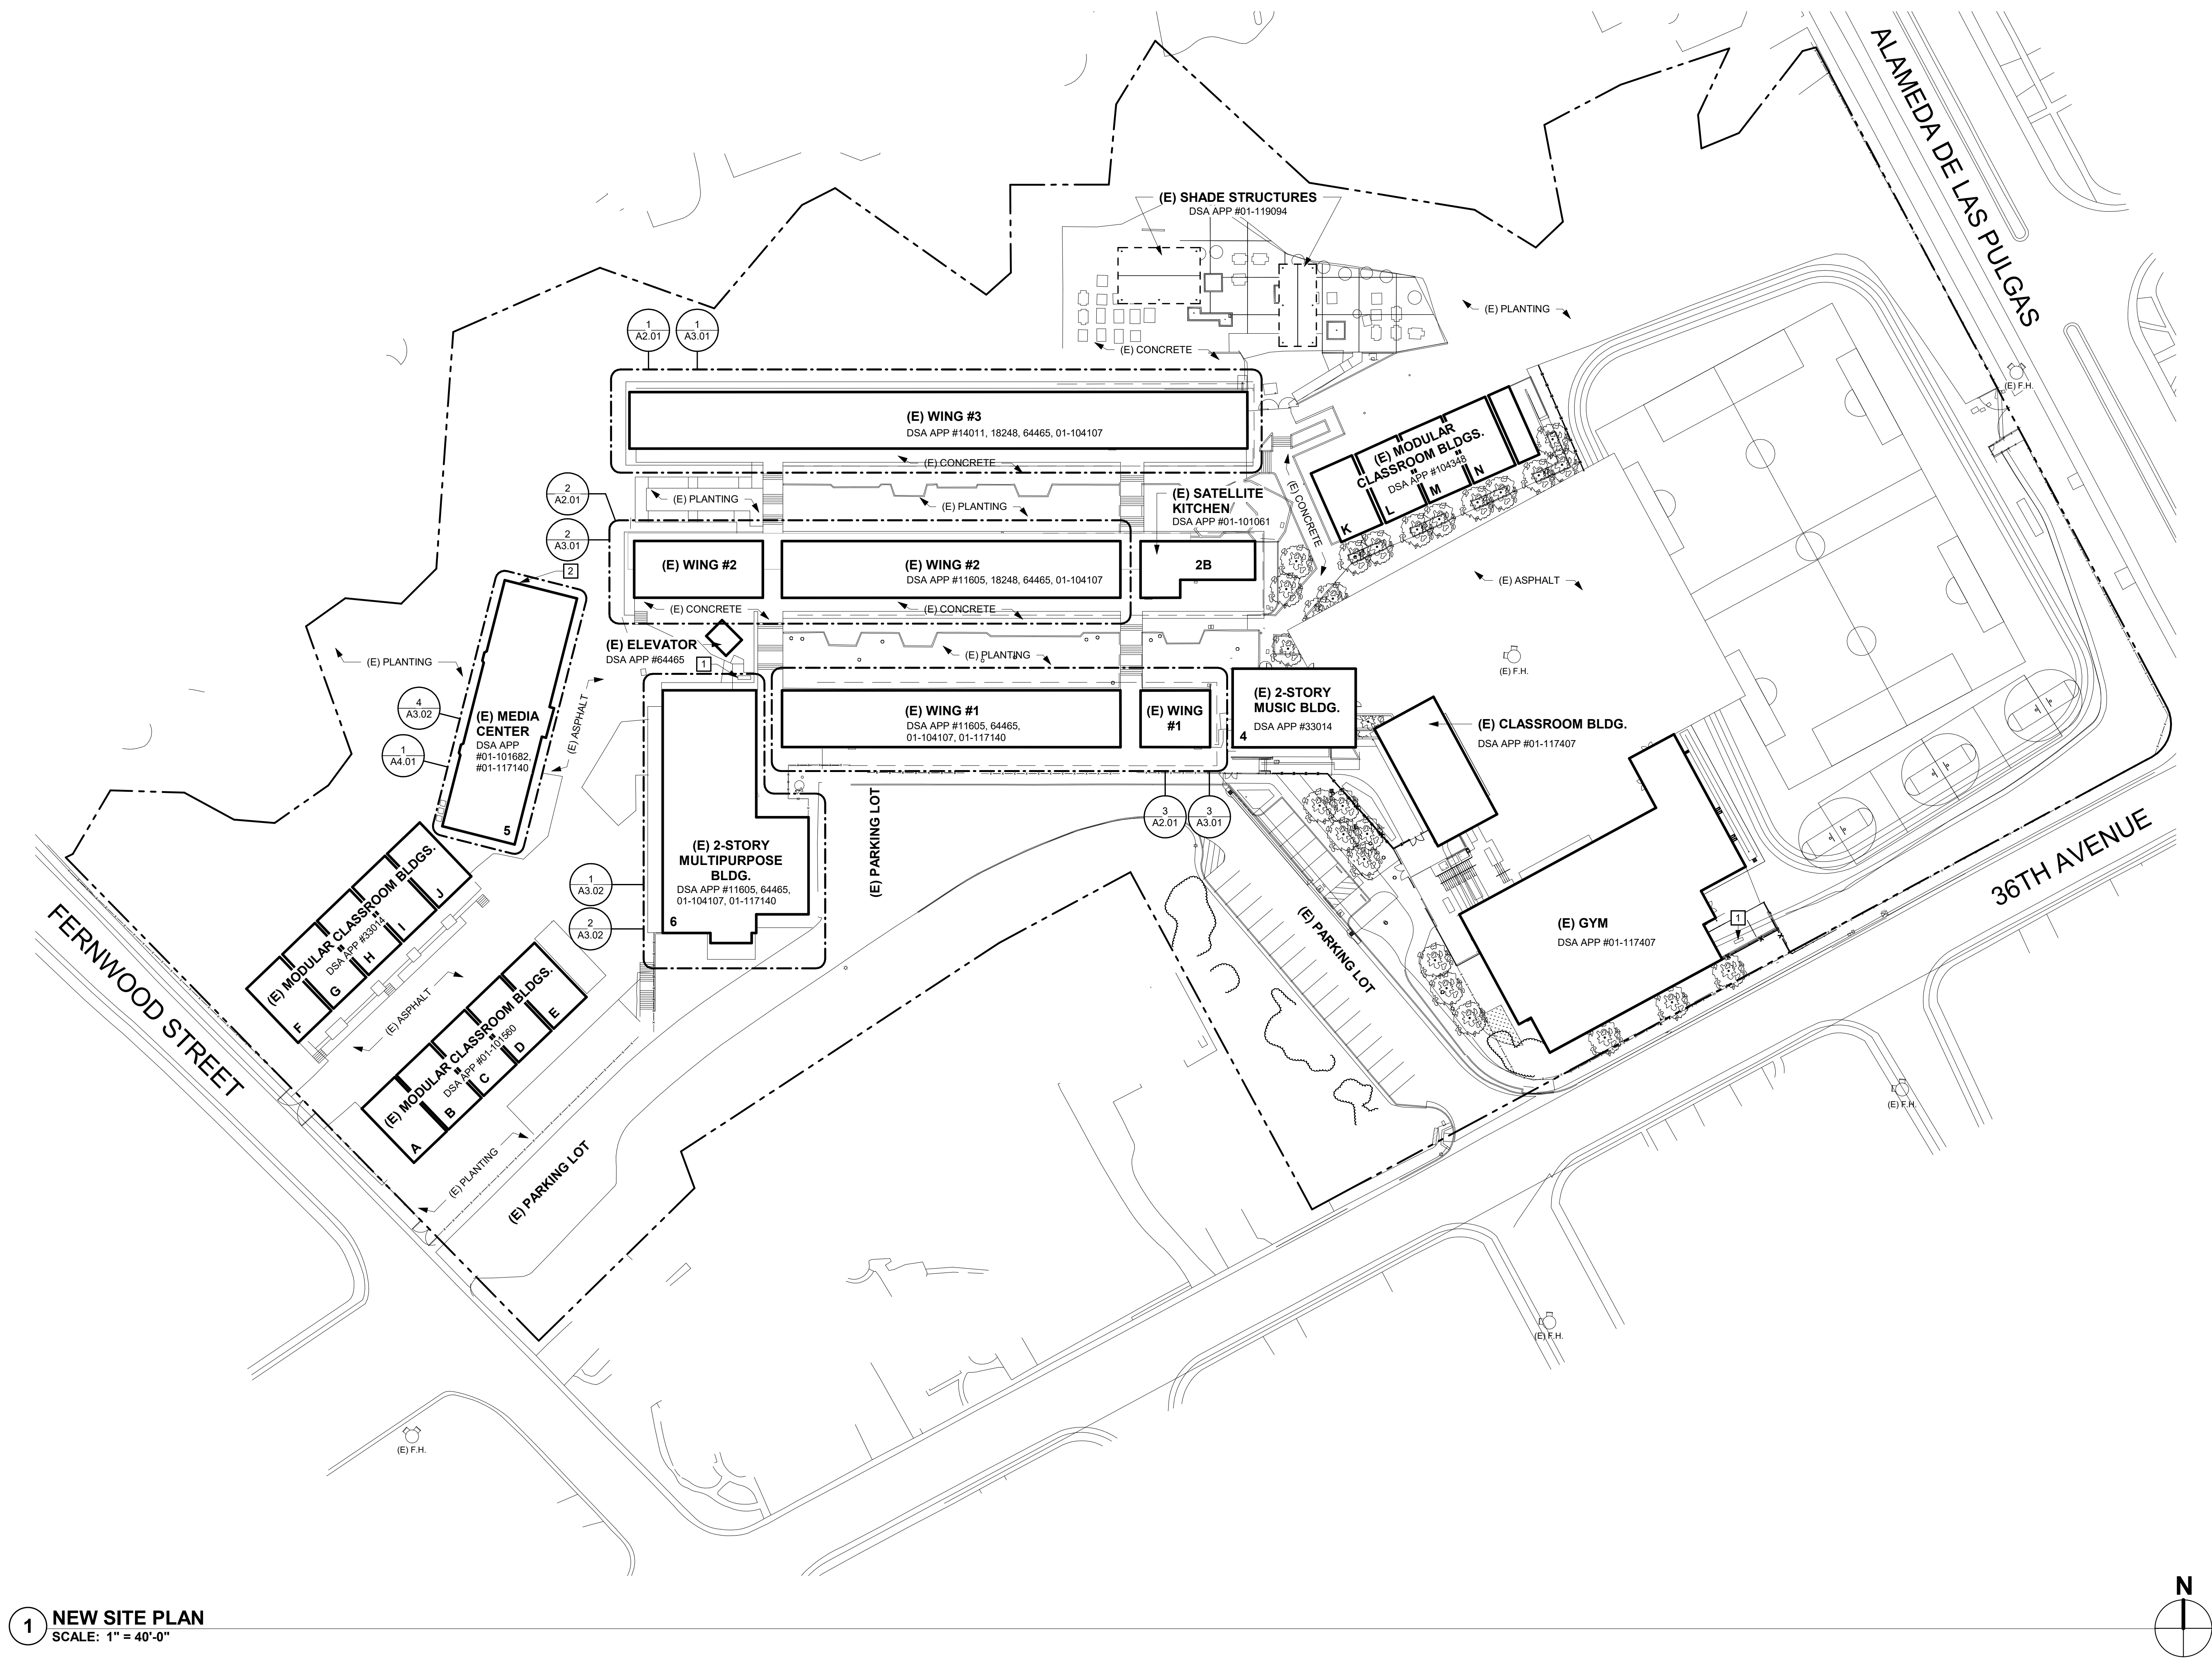 ALAMEDA DE LAS PULGAS
(E) SHADE STRUCTURES
DSA APP #01-119094
(E) PLANTING
1
A2.01
1
A3.01
(E) CONCRETE
(E) F.H.
(E) WING #3
DSA APP #14011, 18248, 64465, 01-104107
(E) CONCRETE
(E) MODULAR
CLASSROOM BLDGS.
DSA APP #104348
K
L
M
N
2
A2.01
(E) PLANTING
(E) PLANTING
(E) SATELLITE
KITCHEN
DSA APP #01-101061
(E) CONCRETE
2
A3.01
(E) WING #2
(E) WING #2
DSA APP #11605, 18248, 64465, 01-104107
2B
2
(E) ASPHALT
(E) CONCRETE
(E) CONCRETE
(E) ELEVATOR
DSA APP #64465
1
(E) PLANTING
(E) PLANTING
(E) F.H.
4
A3.02
1
A4.01
(E) MEDIA
CENTER
DSA APP
#01-101682,
#01-117140
5
(E) ASPHALT
(E) WING #1
DSA APP #11605, 64465,
01-104107, 01-117140
(E) WING
#1
(E) 2-STORY
MUSIC BLDG.
DSA APP #33014
4
(E) CLASSROOM BLDG.
DSA APP #01-117407
3
A2.01
3
A3.01
(E) PARKING LOT
(E) 2-STORY
MULTIPURPOSE
BLDG.
DSA APP #11605, 64465,
01-104107, 01-117140
6
1
A3.02
2
A3.02
36TH AVENUE
(E) GYM
DSA APP #01-117407
1
(E) PARKING LOT
FERNWOOD STREET
(E) MODULAR CLASSROOM BLDGS.
DSA APP #33014
F
G
H
I
J
(E) ASPHALT
(E) MODULAR CLASSROOM BLDGS.
DSA APP #01-101560
A
B
C
D
E
(E) PLANTING
(E) PARKING LOT
(E) F.H.
(E) F.H.
(E) F.H.
N
1
NEW SITE PLAN
SCALE: 1" = 40'-0"